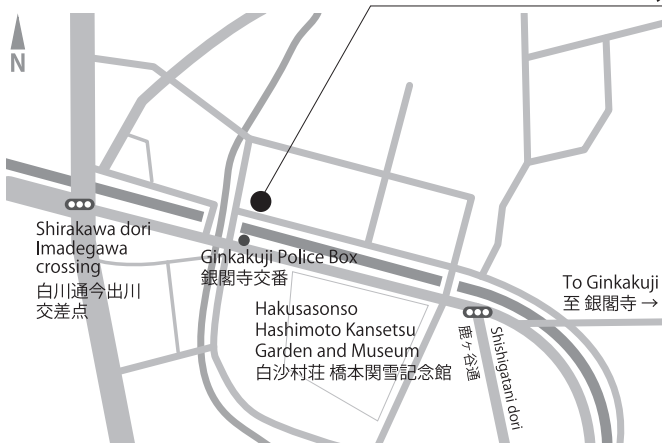 N
Shirakawa dori
Imadegawa
crossing
白川通今出川
交差点
Ginkakuji Police Box
銀閣寺交番
Hakusasonso
Hashimoto Kansetsu
Garden and Museum
白沙村荘 橋本関雪記念館
To Ginkakuji
至 銀閣寺 →
鹿ヶ谷通
Shishigatani dori